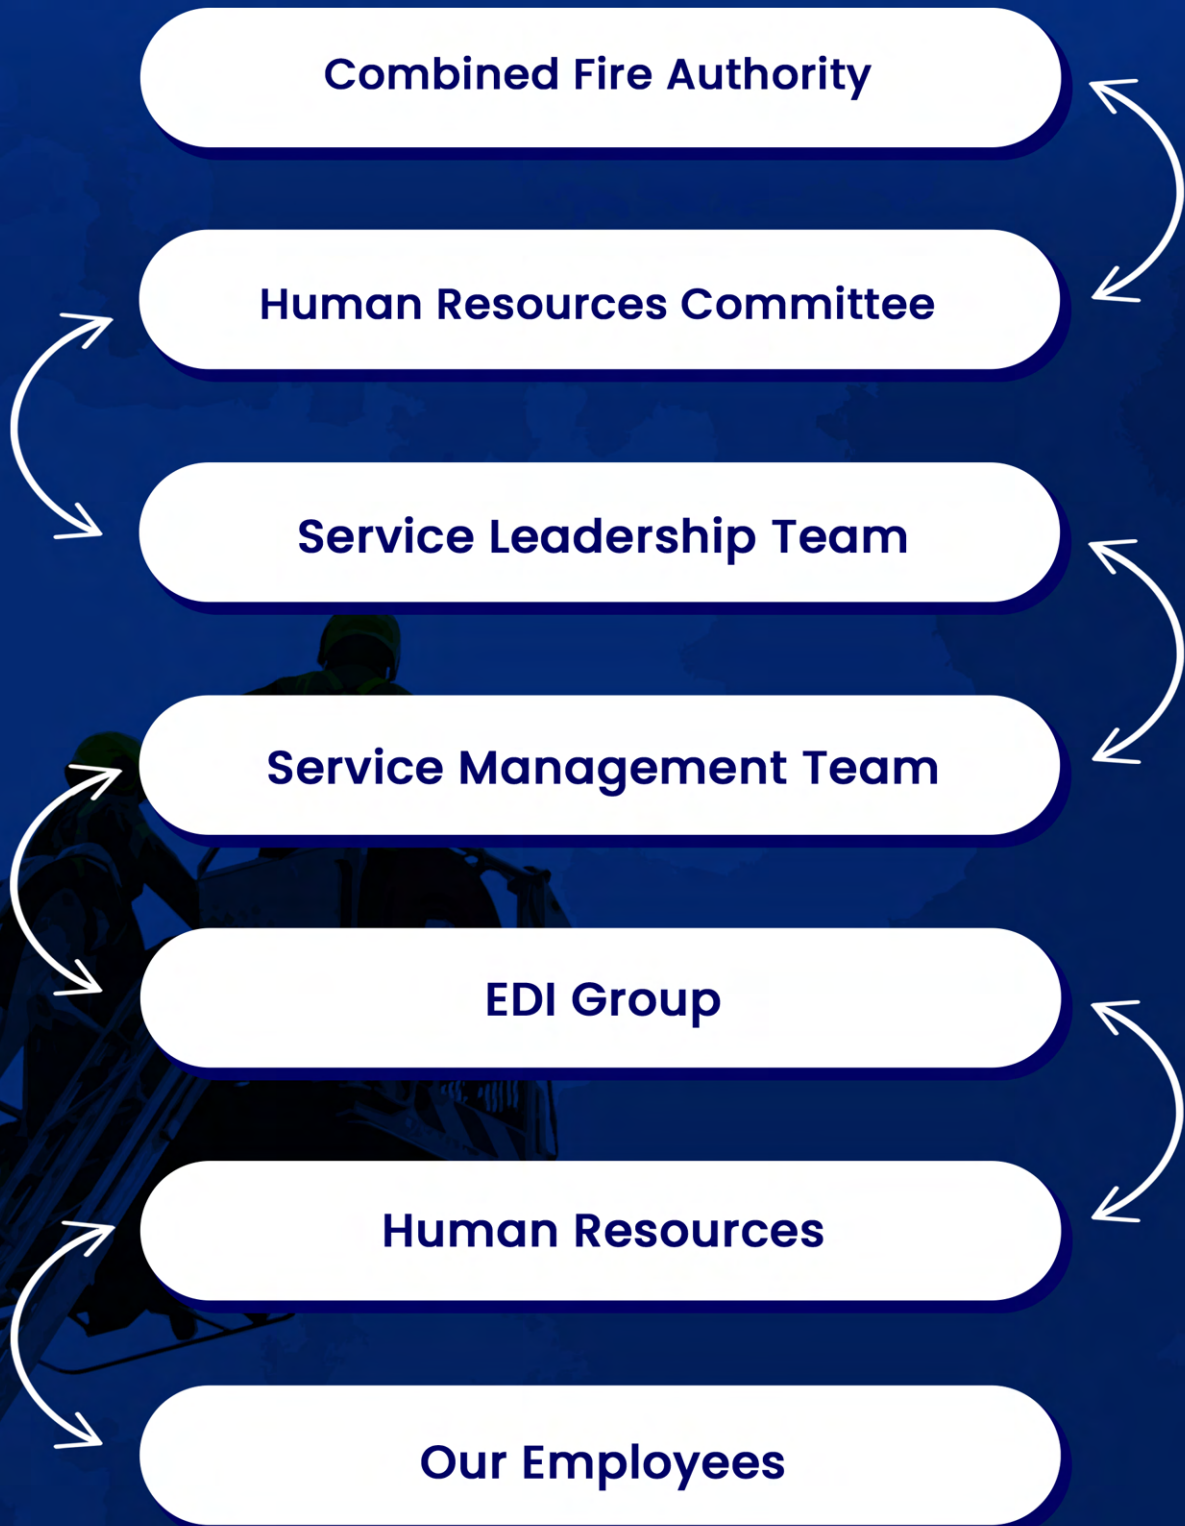 Combined Fire Authority
Human Resources Committee
Service Leadership Team
Service Management Team
EDI Group
Human Resources
Our Employees